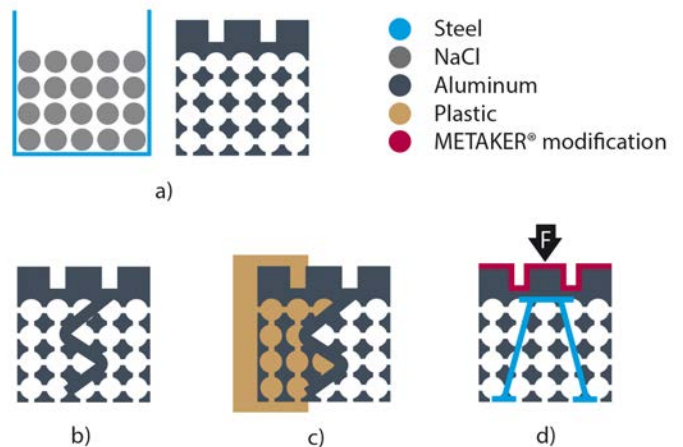 Steel
NaCl
Aluminum
Plastic
METAKER® modification
a)
F
b)
c)
d)